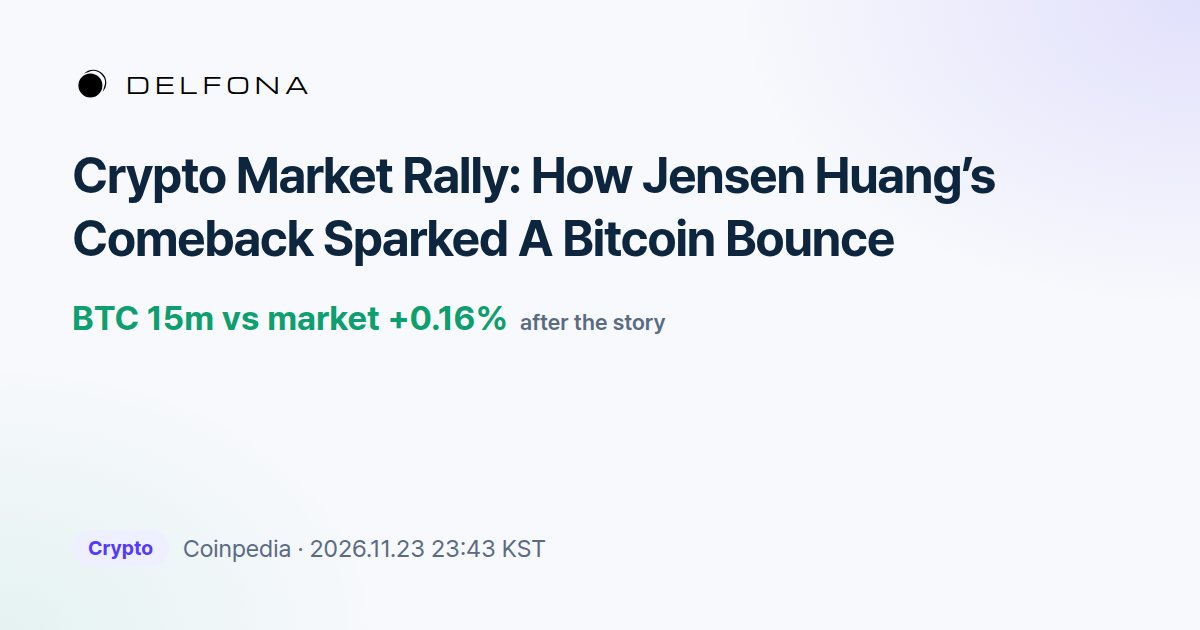 DELFONA
Crypto Market Rally: How Jensen Huang’s
Comeback Sparked A Bitcoin Bounce
BTC 15m vs market +0.16% after the story
Crypto Coinpedia · 2026.11.23 23:43 KST